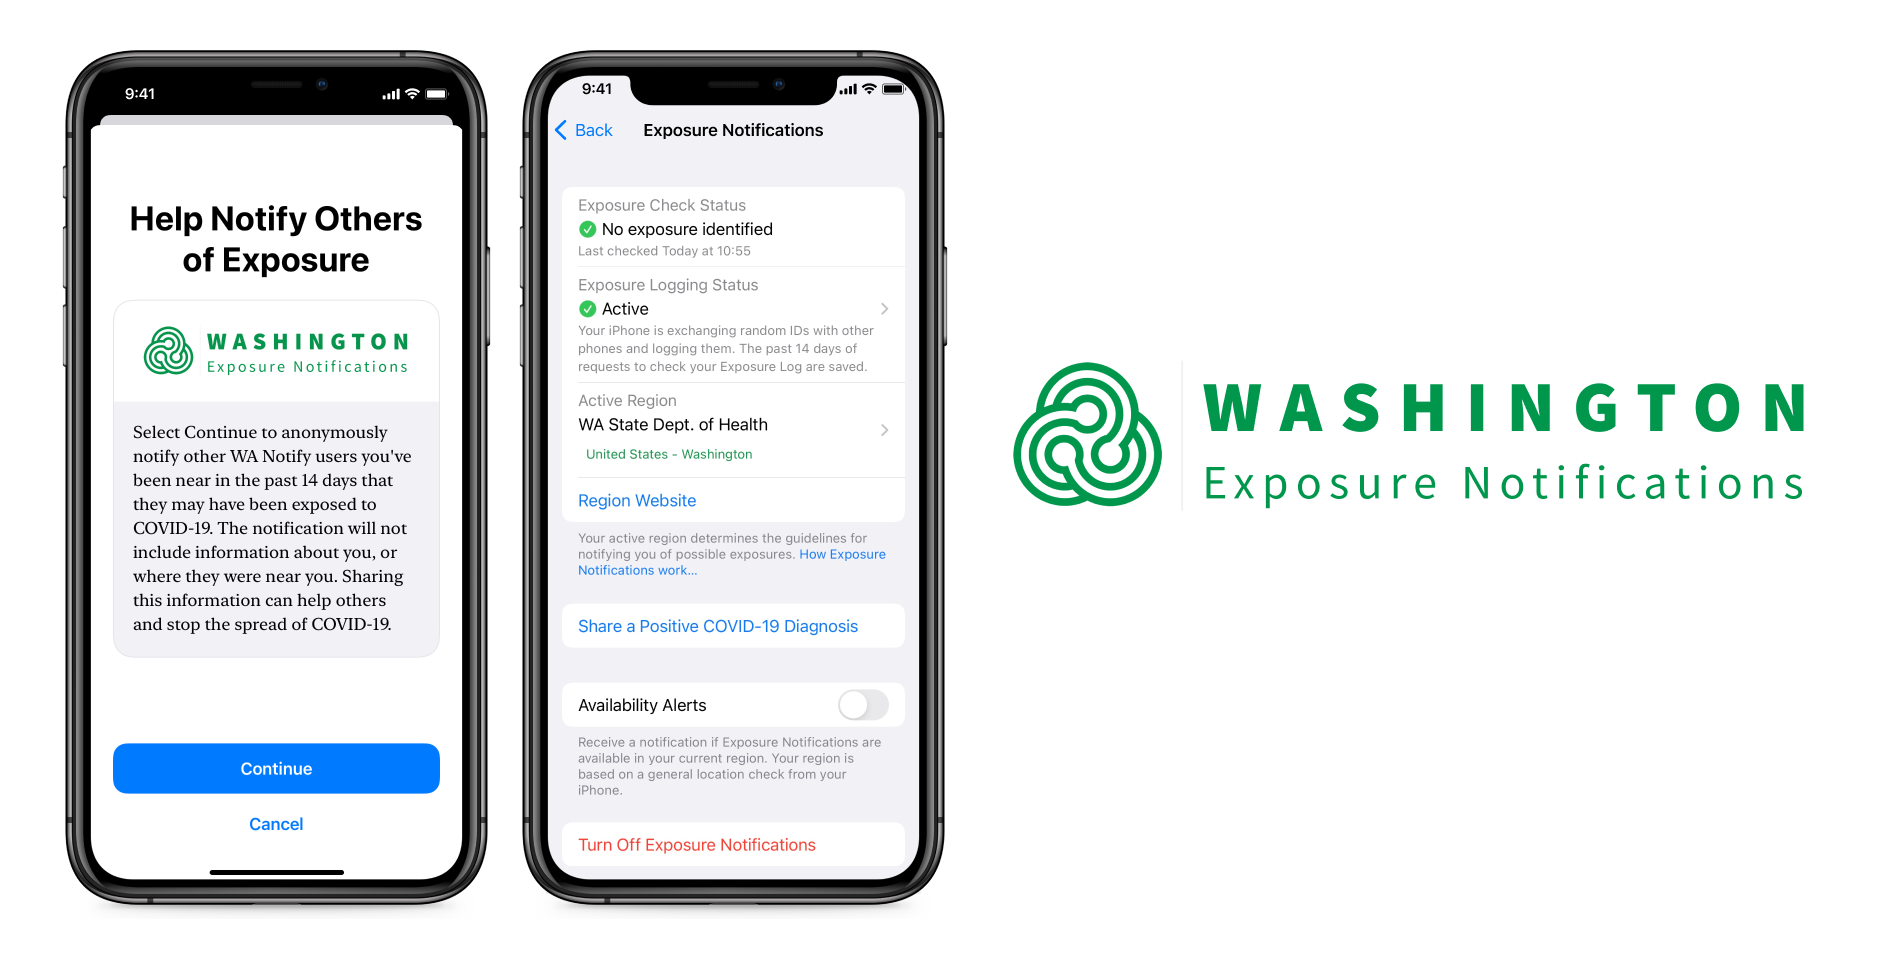 9:41
Help Notify Others
of Exposure
WASHINGTON
Exposure Notifications
Select Continue to anonymously
notify other WA Notify users you've
been near in the past 14 days that
they may have been exposed to
COVID-19. The notification will not
include information about you, or
where they were near you. Sharing
this information can help others
and stop the spread of COVID-19.
Continue
Cancel
9:41
Back Exposure Notifications
Exposure Check Status
No exposure identified
Last checked Today at 10:55
Exposure Logging Status
Active
Your iPhone is exchanging random IDs with other
phones and logging them. The past 14 days of
requests to check your Exposure Log are saved.
Active Region
WA State Dept. of Health
United States - Washington
Region Website
Your active region determines the guidelines for
notifying you of possible exposures. How Exposure
Notifications work...
Share a Positive COVID-19 Diagnosis
Availability Alerts
Receive a notification if Exposure Notifications are
available in your current region. Your region is
based on a general location check from your
iPhone.
Turn Off Exposure Notifications
WASHINGTON
Exposure Notifications